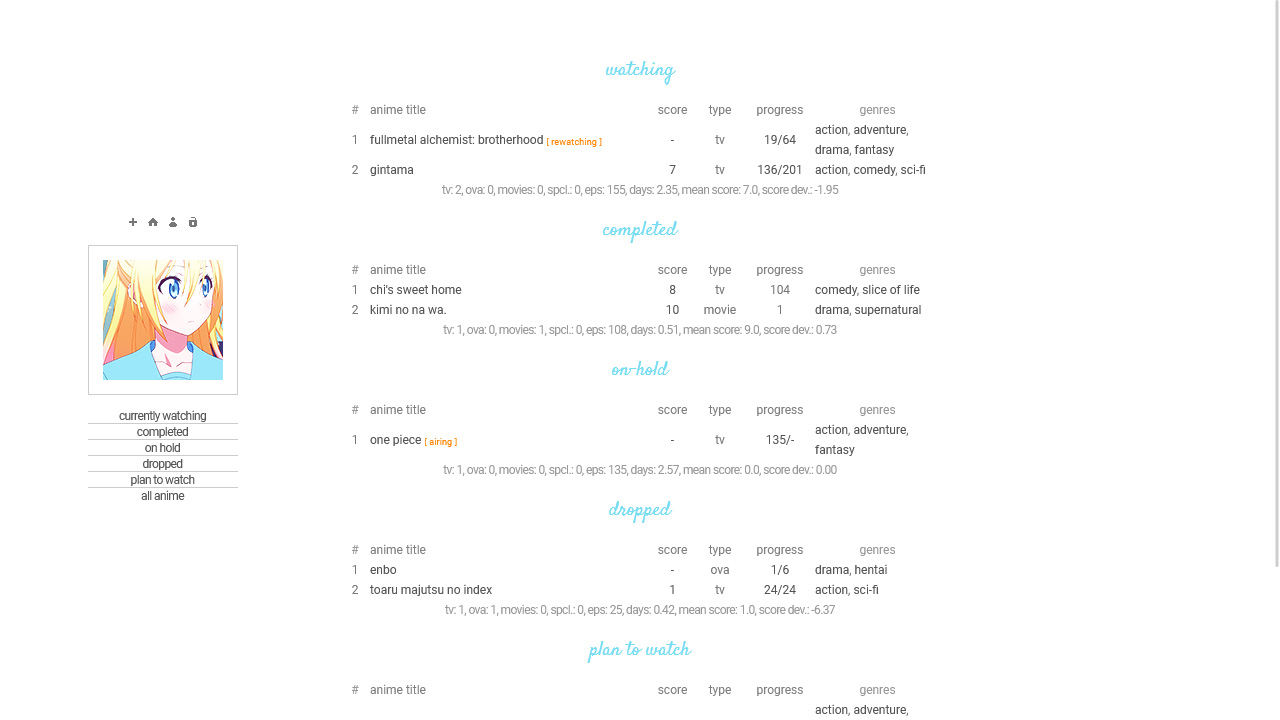 watching
# anime title score type progress genres
1 fullmetal alchemist: brotherhood [ rewatching ] - tv 19/64 action, adventure, drama, fantasy
2 gintama 7 tv 136/201 action, comedy, sci-fi
tv: 2, ova: 0, movies: 0, spcl.: 0, eps: 155, days: 2.35, mean score: 7.0, score dev.: -1.95
completed
# anime title score type progress genres
1 chi's sweet home 8 tv 104 comedy, slice of life
2 kimi no na wa. 10 movie 1 drama, supernatural
tv: 1, ova: 0, movies: 1, spcl.: 0, eps: 108, days: 0.51, mean score: 9.0, score dev.: 0.73
on-hold
# anime title score type progress genres
1 one piece [ airing ] - tv 135/- action, adventure, fantasy
tv: 1, ova: 0, movies: 0, spcl.: 0, eps: 135, days: 2.57, mean score: 0.0, score dev.: 0.00
dropped
# anime title score type progress genres
1 enbo - ova 1/6 drama, hentai
2 toaru majutsu no index 1 tv 24/24 action, sci-fi
tv: 1, ova: 1, movies: 0, spcl.: 0, eps: 25, days: 0.42, mean score: 1.0, score dev.: -6.37
plan to watch
# anime title score type progress genres
action, adventure,
currently watching
completed
on hold
dropped
plan to watch
all anime